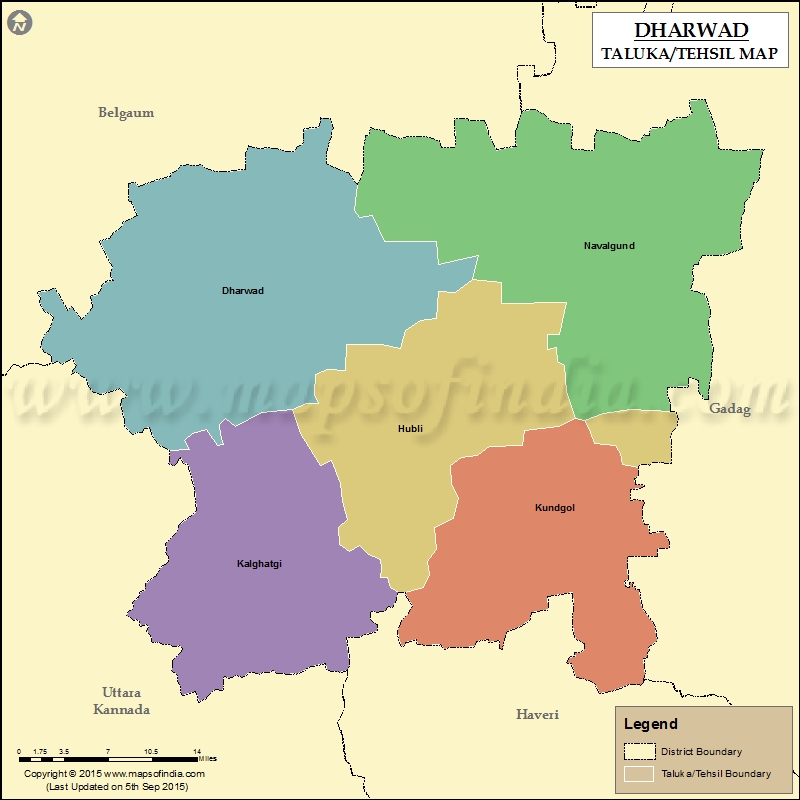 N
DHARWAD
TALUKA/TEHSIL MAP
Belgaum
Navalgund
Dharwad
www.mapsofindia.com
Gadag
Hubli
Kundgol
Kalghatgi
Uttara
Kannada
Haveri
Legend
District Boundary
Taluka/Tehsil Boundary
0 1.75 3.5 7 10.5 14
Miles
Copyright © 2015 www.mapsofindia.com
(Last Updated on 5th Sep 2015)